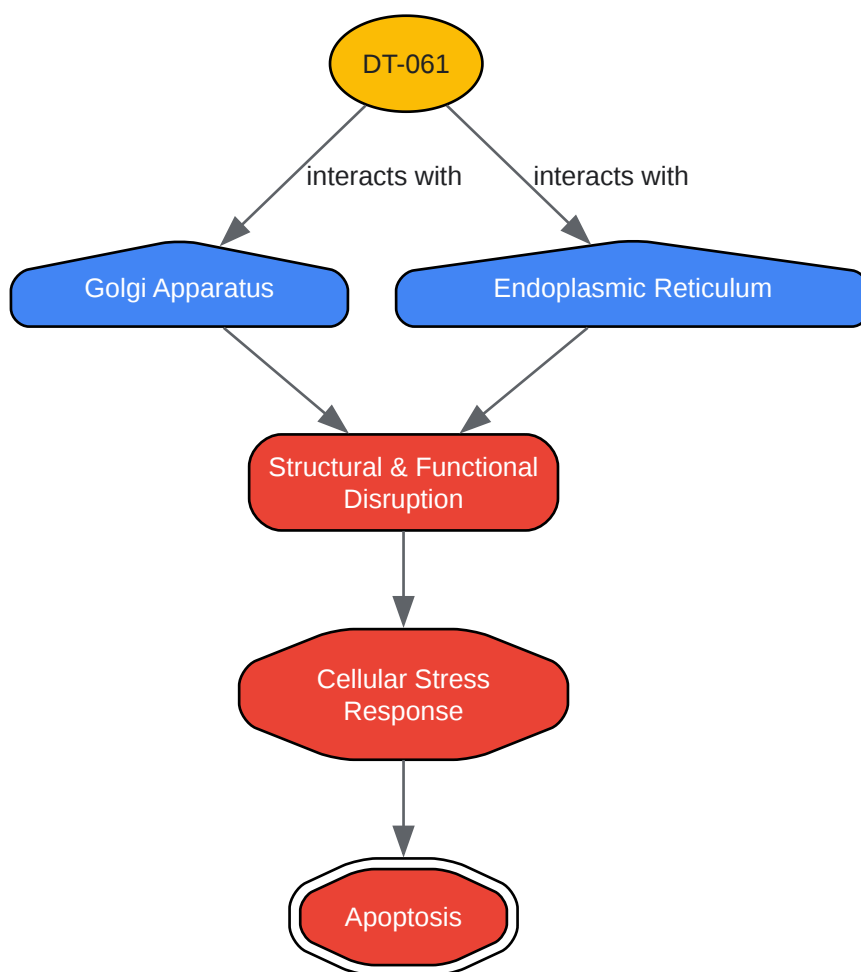 DT-061
interacts with
interacts with
Golgi Apparatus
Endoplasmic Reticulum
Structural & Functional
Disruption
Cellular Stress
Response
Apoptosis